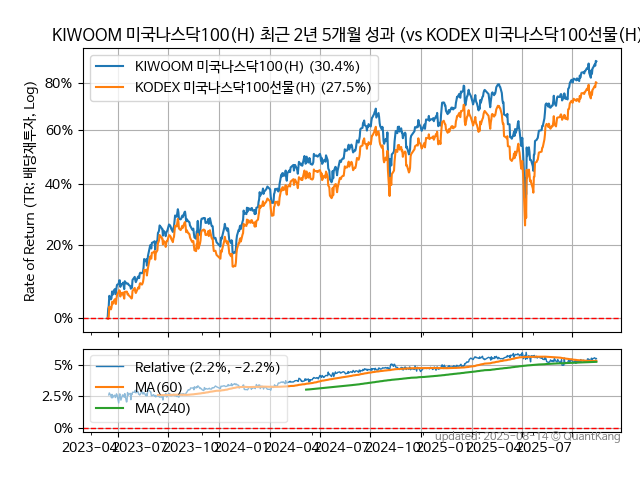 KIWOOM 미국나스닥100(H) 최근 2년 5개월 성과 (vs KODEX 미국나스닥100선물(H)
Rate of Return (TR: 배당재투자, Log)
KIWOOM 미국나스닥100(H) (30.4%)
KODEX 미국나스닥100선물(H) (27.5%)
80%
60%
40%
20%
0%
Relative (2.2%, −2.2%)
MA(60)
MA(240)
5%
2.5%
0%
2023−04 2023−07 2023−10 2024−01 2024−04 2024−07 2024−10 2025−01 2025−04 2025−07
updated: 2025−08−14 © QuantKang